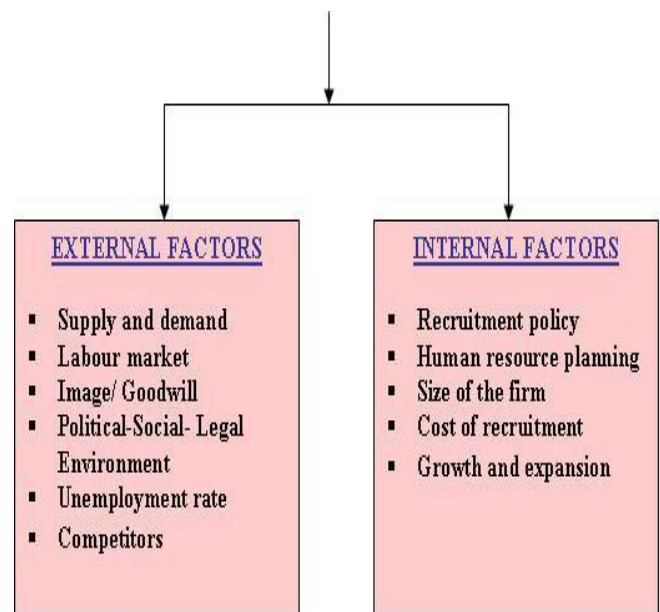 EXTERNAL FACTORS
▪ Supply and demand
▪ Labour market
▪ Image/ Goodwill
▪ Political-Social- Legal
Environment
▪ Unemployment rate
▪ Competitors
INTERNAL FACTORS
▪ Recruitment policy
▪ Human resource planning
▪ Size of the firm
▪ Cost of recruitment
▪ Growth and expansion